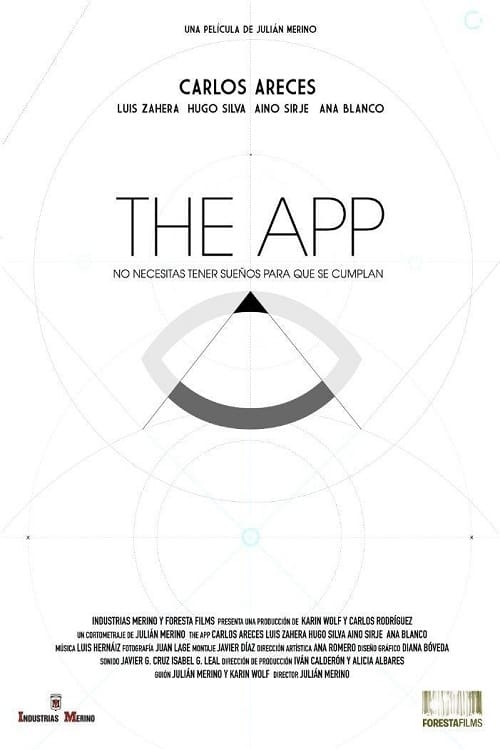 UNA PELÍCULA DE JULIÁN MERINO
CARLOS ARECES
LUIS ZAHERA HUGO SILVA AINO SIRJE ANA BLANCO
THE APP
NO NECESITAS TENER SUEÑOS PARA QUE SE CUMPLAN
INDUSTRIAS MERINO Y FORESTA FILMS PRESENTA UNA PRODUCCIÓN DE KARIN WOLF Y CARLOS RODRÍGUEZ
UN CORTOMETRAJE DE JULIÁN MERINO THE APP CARLOS ARECES LUIS ZAHERA HUGO SILVA AINO SIRJE ANA BLANCO
MÚSICA LUIS HERNÁIZ FOTOGRAFÍA JUAN LAGE MONTAJE JAVIER DÍAZ DIRECCIÓN ARTÍSTICA ANA ROMERO DISEÑO GRÁFICO DIANA BÓVEDA
SONIDO JAVIER G. CRUZ ISABEL G. LEAL DIRECCIÓN DE PRODUCCIÓN IVÁN CALDERÓN Y ALICIA ALBARES
GUIÓN JULIÁN MERINO Y KARIN WOLF DIRECTOR JULIÁN MERINO
INDUSTRIAS MERINO
FORESTAFILMS